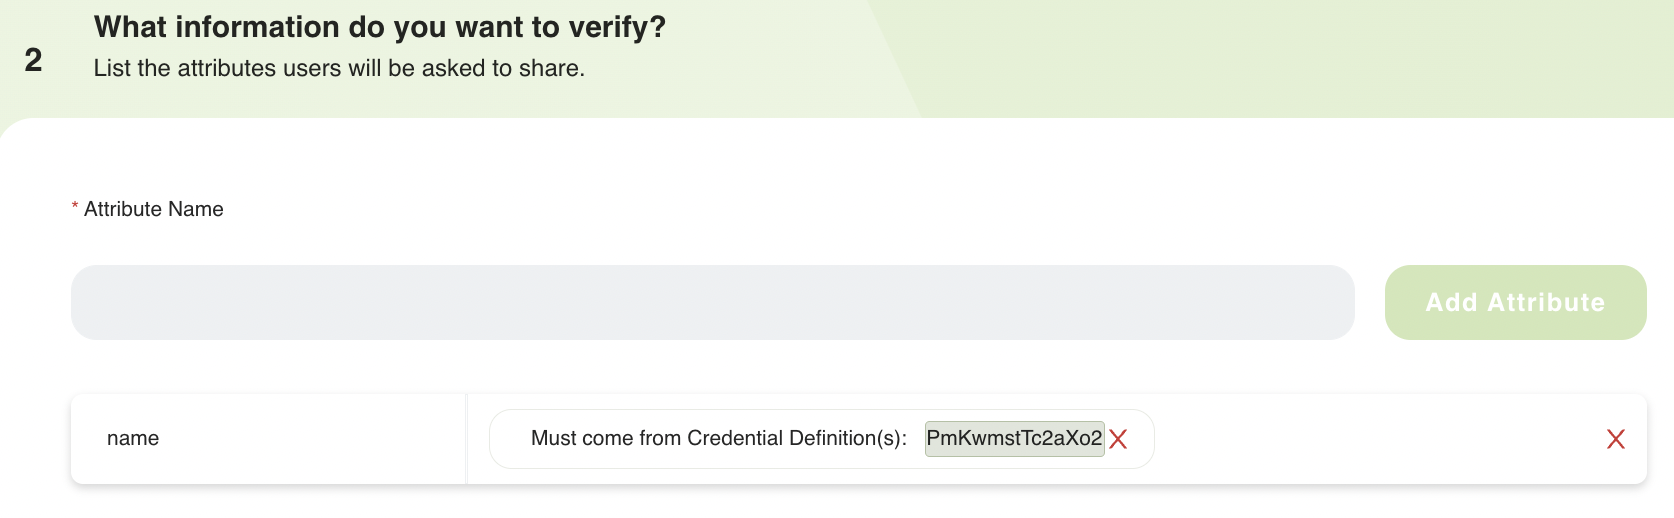 What information do you want to verify?
2
List the attributes users will be asked to share.
* Attribute Name
Add Attribute
name
Must come from Credential Definition(s): PmKwmstTc2aXo2 X
X